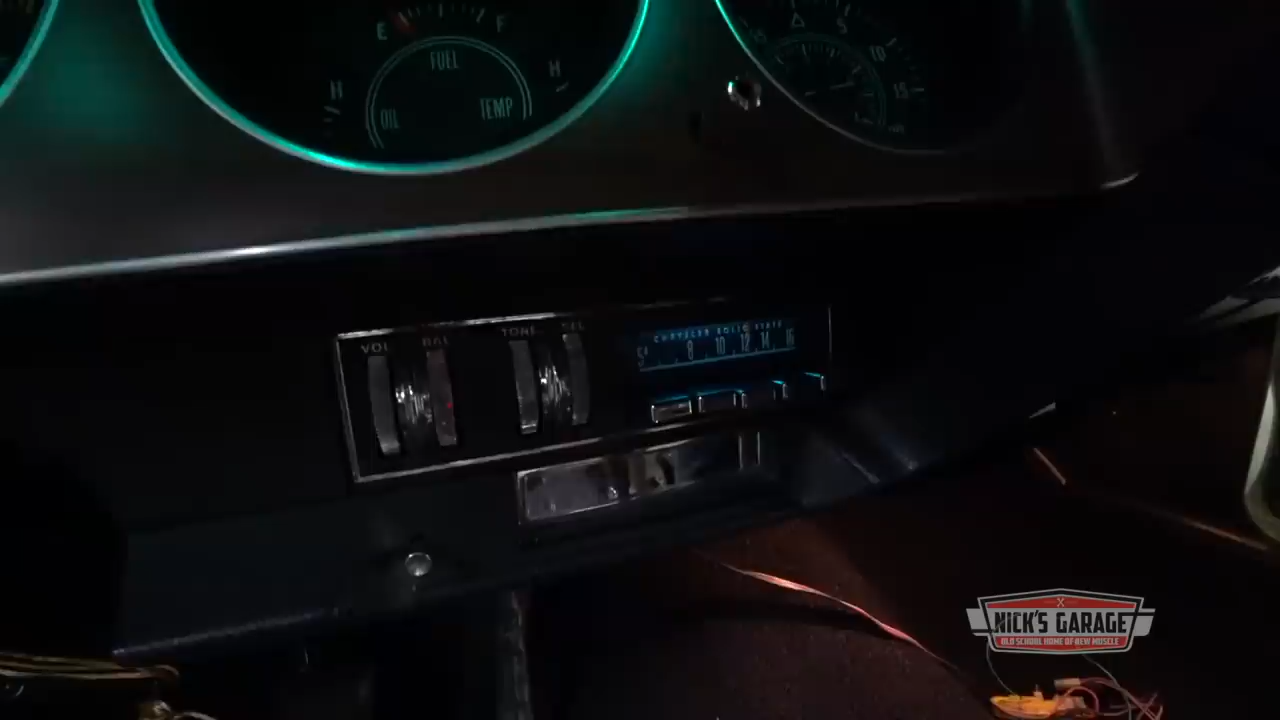 E F
FUEL
H H
OIL TEMP
5
10
15
VOL BAL TONE SEL
CHRYSLER SOLID STATE
8 10 12 14 16
NICK'S GARAGE
OLD SCHOOL HOME OF NEW MUSCLE